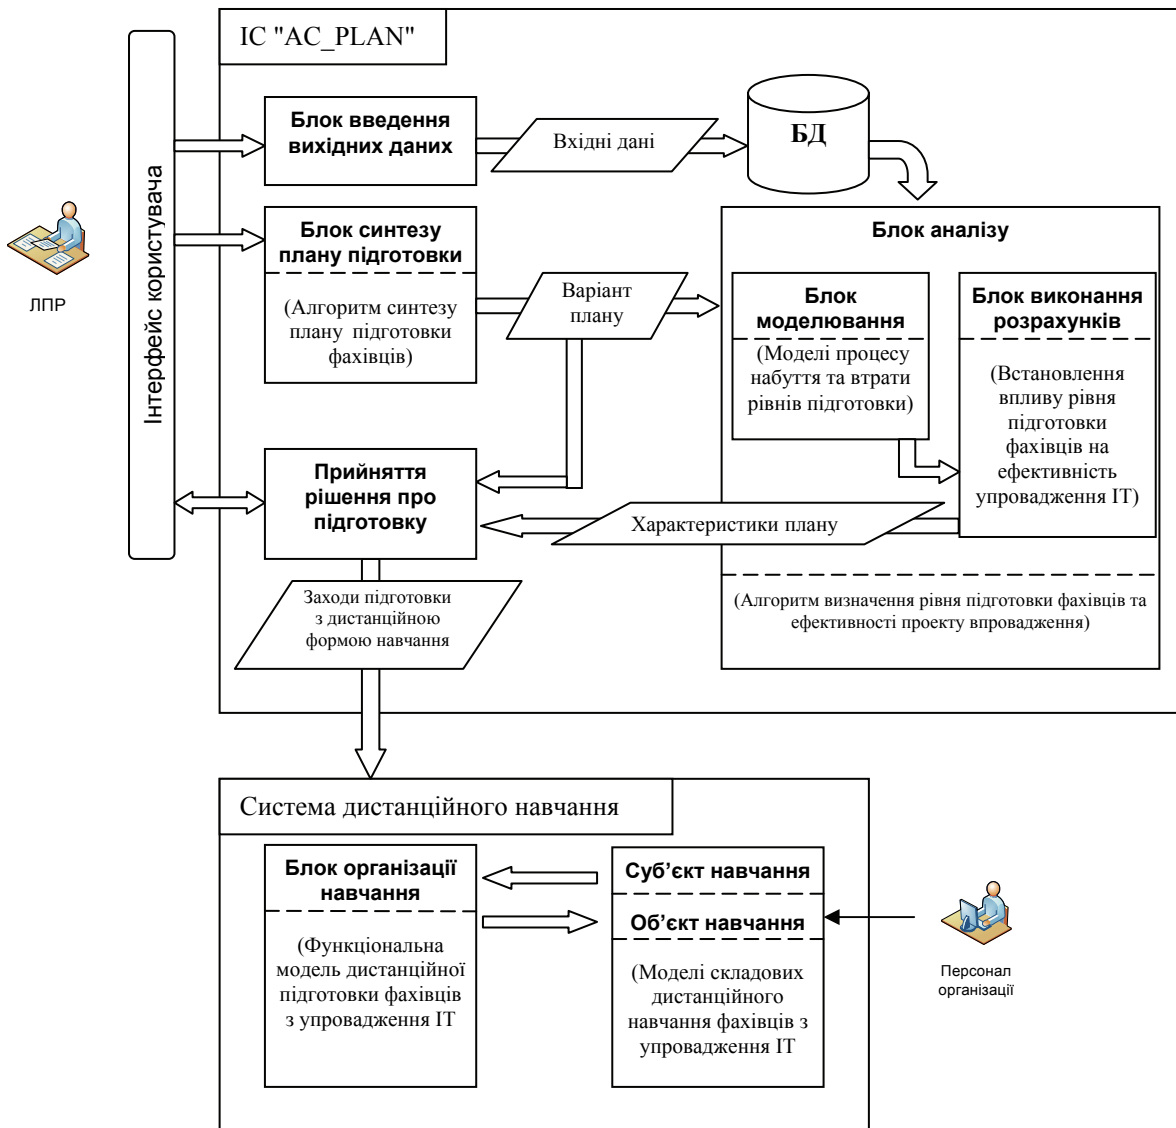 ІС "AC_PLAN"
Інтерфейс користувача
ЛПР
Блок введення
вихідних даних
Вхідні дані
БД
Блок синтезу
плану підготовки
(Алгоритм синтезу
плану підготовки
фахівців)
Варіант
плану
Блок аналізу
Блок
моделювання
(Моделі процесу
набуття та втрати
рівнів підготовки)
Блок виконання
розрахунків
(Встановлення
впливу рівня
підготовки
фахівців на
ефективність
упровадження ІТ)
Прийняття
рішення про
підготовку
Характеристики плану
(Алгоритм визначення рівня підготовки фахівців та
ефективності проекту впровадження)
Заходи підготовки
з дистанційною
формою навчання
Система дистанційного навчання
Блок організації
навчання
(Функціональна
модель дистанційної
підготовки фахівців
з упровадження ІТ
Суб’єкт навчання
Об’єкт навчання
(Моделі складових
дистанційного
навчання фахівців з
упровадження ІТ
Персонал
організації